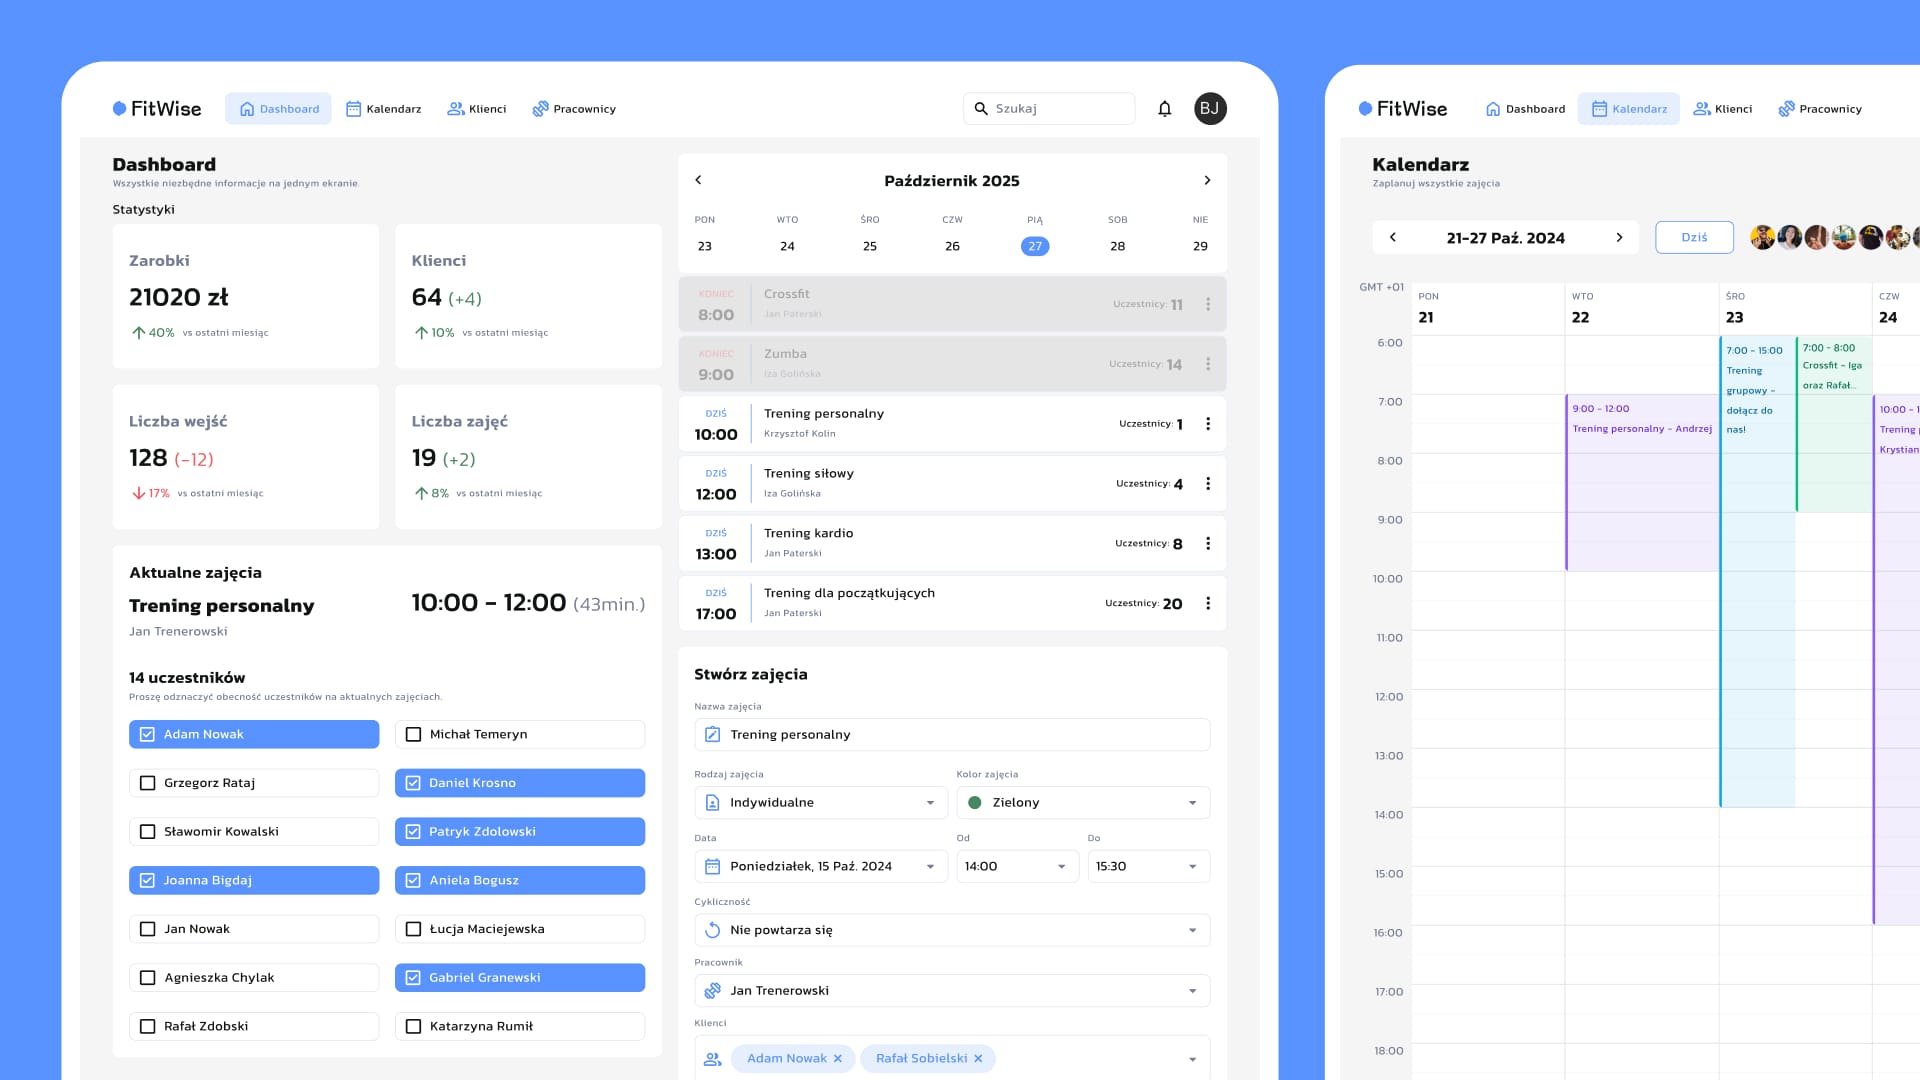 FitWise
Dashboard
Kalendarz
Klienci
Pracownicy
Szukaj
BJ
Dashboard
Wszystkie niezbędne informacje na jednym ekranie.
Statystyki
Zarobki
21020 zł
40% vs ostatni miesiąc
Klienci
64 (+4)
10% vs ostatni miesiąc
Liczba wejść
128 (-12)
17% vs ostatni miesiąc
Liczba zajęć
19 (+2)
8% vs ostatni miesiąc
Aktualne zajęcia
Trening personalny
Jan Trenerowski
10:00 - 12:00 (43min.)
14 uczestników
Proszę odznaczyć obecność uczestników na aktualnych zajęciach.
Adam Nowak
Michał Temeryn
Grzegorz Rataj
Daniel Krosno
Sławomir Kowalski
Patryk Zdolowski
Joanna Bigdaj
Aniela Bogusz
Jan Nowak
Łucja Maciejewska
Agnieszka Chylak
Gabriel Granewski
Rafał Zdobski
Katarzyna Rumił
Październik 2025
PON WTO ŚRO CZW PIĄ SOB NIE
23 24 25 26 27 28 29
KONIEC
8:00
Crossfit
Jan Paterski
Uczestnicy: 11
KONIEC
9:00
Zumba
Iza Golińska
Uczestnicy: 14
DZIŚ
10:00
Trening personalny
Krzysztof Kolin
Uczestnicy: 1
DZIŚ
12:00
Trening siłowy
Iza Golińska
Uczestnicy: 4
DZIŚ
13:00
Trening kardio
Jan Paterski
Uczestnicy: 8
DZIŚ
17:00
Trening dla początkujących
Jan Paterski
Uczestnicy: 20
Stwórz zajęcia
Nazwa zajęcia
Trening personalny
Rodzaj zajęcia
Indywidualne
Kolor zajęcia
Zielony
Data
Poniedziałek, 15 Paź. 2024
Od
14:00
Do
15:30
Cykliczność
Nie powtarza się
Pracownik
Jan Trenerowski
Klienci
Adam Nowak
Rafał Sobielski
FitWise
Dashboard
Kalendarz
Klienci
Pracownicy
Kalendarz
Zaplanuj wszystkie zajęcia
21-27 Paź. 2024
Dziś
GMT +01
PON
21
WTO
22
ŚRO
23
CZW
24
6:00
7:00
8:00
9:00
10:00
11:00
12:00
13:00
14:00
15:00
16:00
17:00
18:00
9:00 - 12:00
Trening personalny - Andrzej
7:00 - 15:00
Trening
grupowy -
dołącz do
nas!
7:00 - 8:00
Crossfit - Iga
oraz Rafał...
10:00 - 1
Trening
Krystian